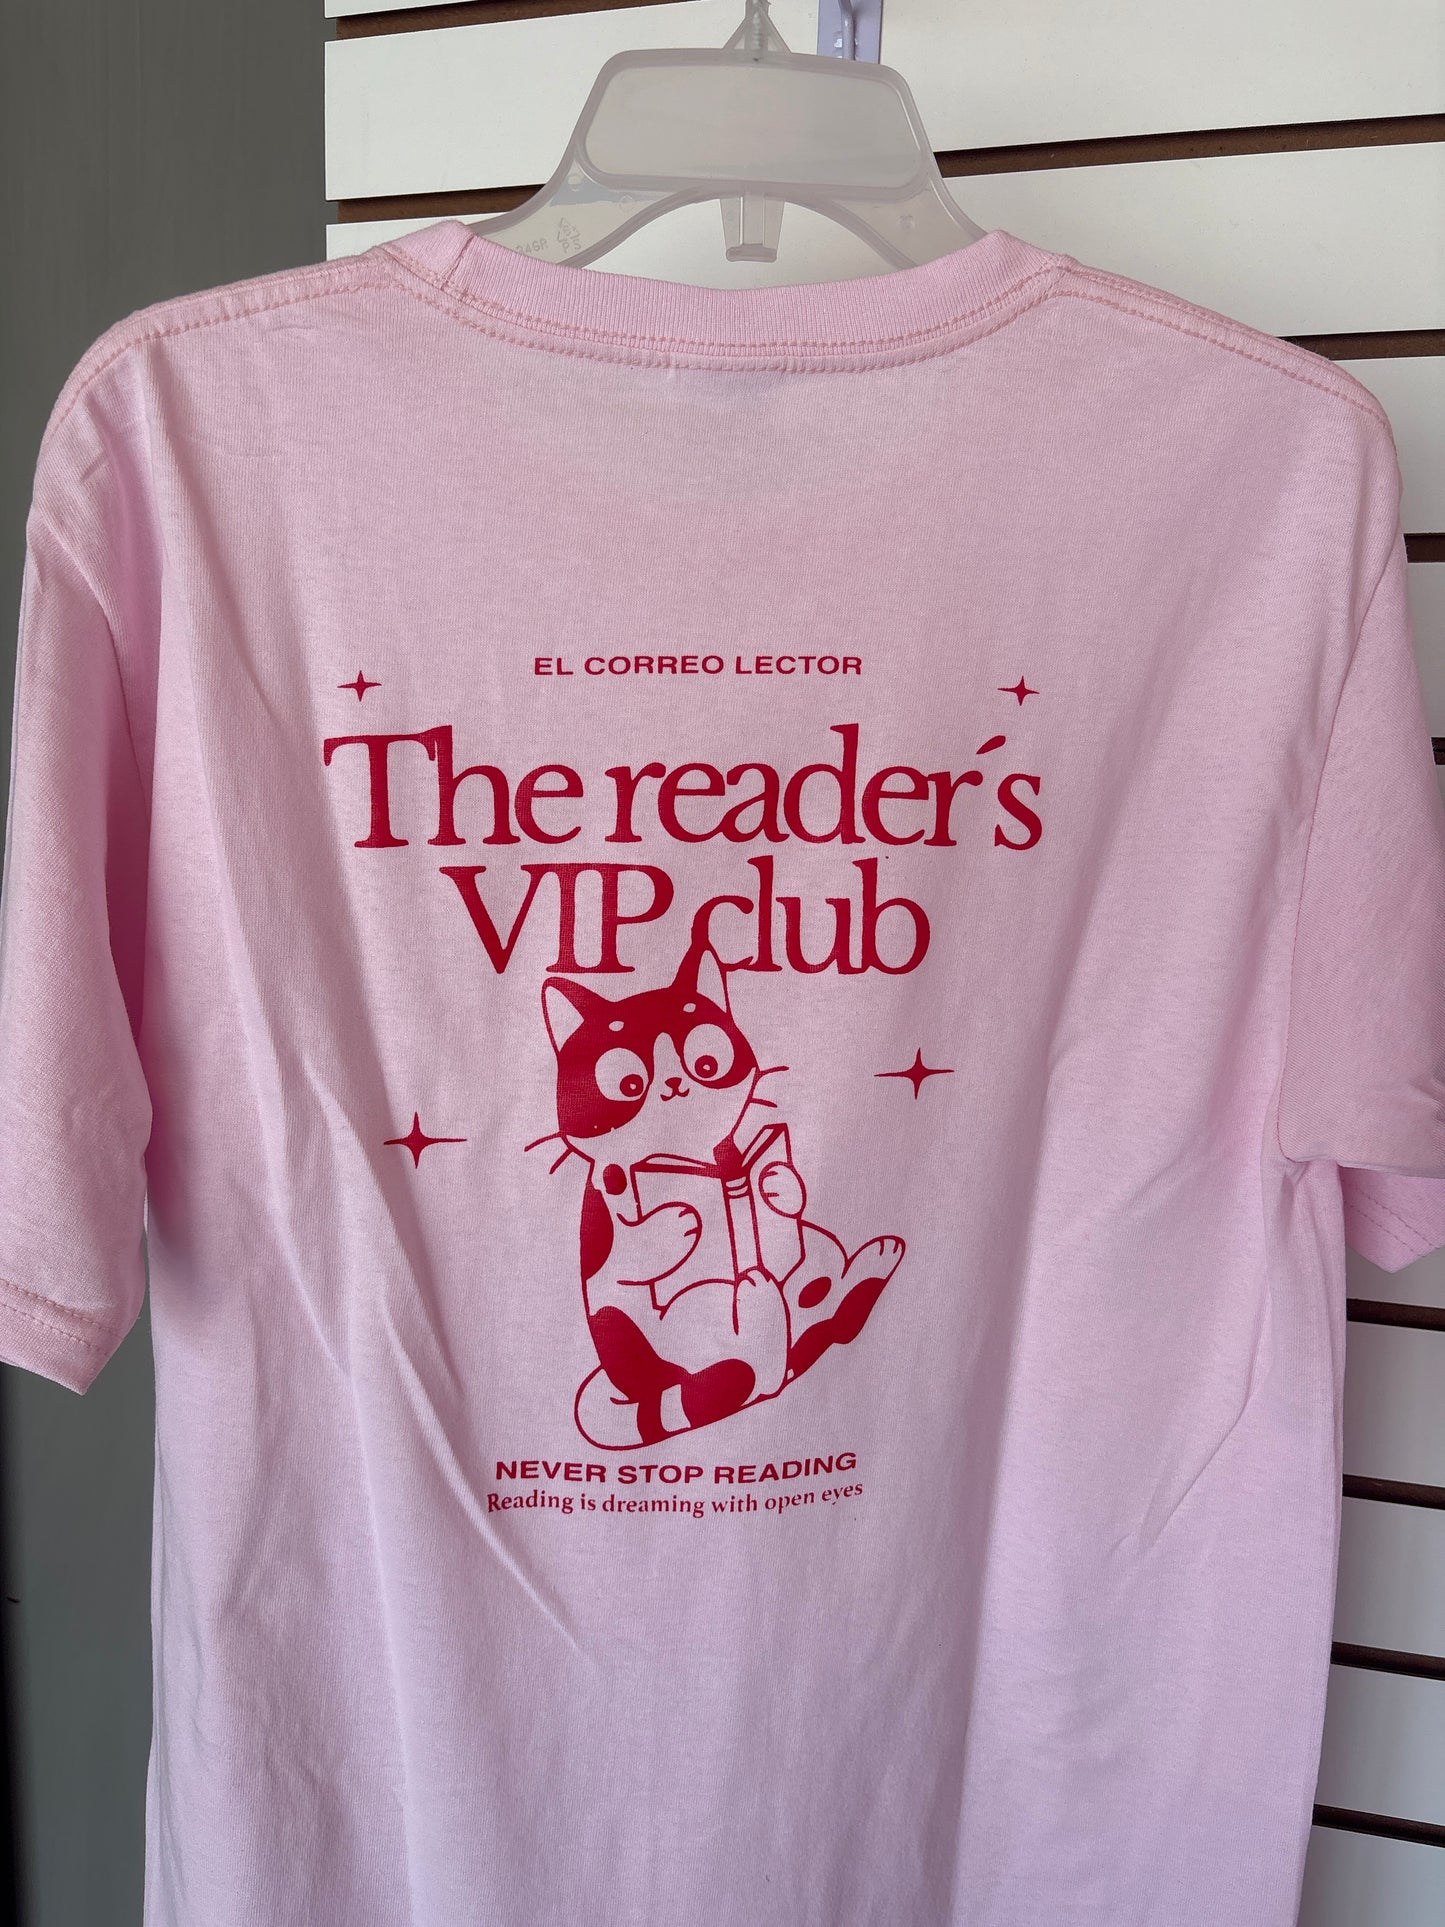 EL CORREO LECTOR
The reader´s
VIP club
NEVER STOP READING
Reading is dreaming with open eyes